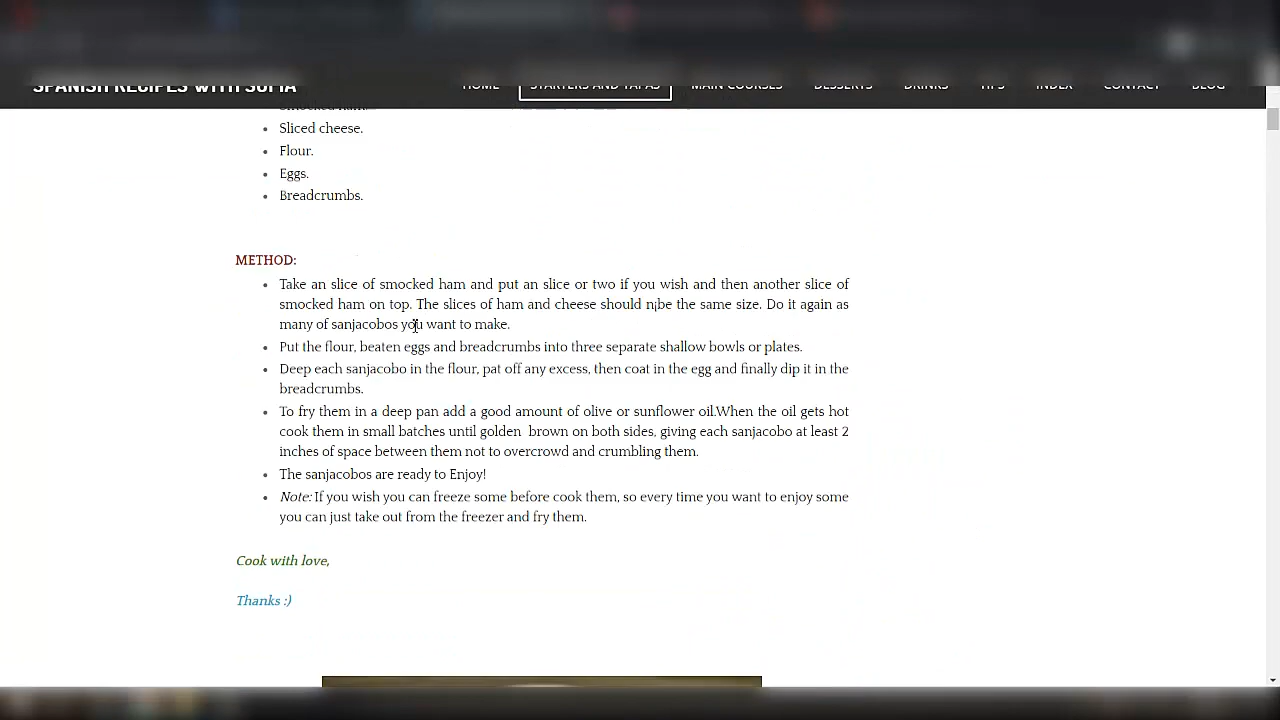 SPANISH RECIPES WITH SOFIA HOME STARTERS AND TAPAS MAIN COURSES DESSERTS DRINKS TIPS INDEX CONTACT BLOG
Smocked ham.
Sliced cheese.
Flour.
Eggs.
Breadcrumbs.
METHOD:
Take an slice of smocked ham and put an slice or two if you wish and then another slice of
smocked ham on top. The slices of ham and cheese should n¡be the same size. Do it again as
many of sanjacobos you want to make.
Put the flour, beaten eggs and breadcrumbs into three separate shallow bowls or plates.
Deep each sanjacobo in the flour, pat off any excess, then coat in the egg and finally dip it in the
breadcrumbs.
To fry them in a deep pan add a good amount of olive or sunflower oil.When the oil gets hot
cook them in small batches until golden  brown on both sides, giving each sanjacobo at least 2
inches of space between them not to overcrowd and crumbling them.
The sanjacobos are ready to Enjoy!
Note: If you wish you can freeze some before cook them, so every time you want to enjoy some
you can just take out from the freezer and fry them.
Cook with love,
Thanks :)